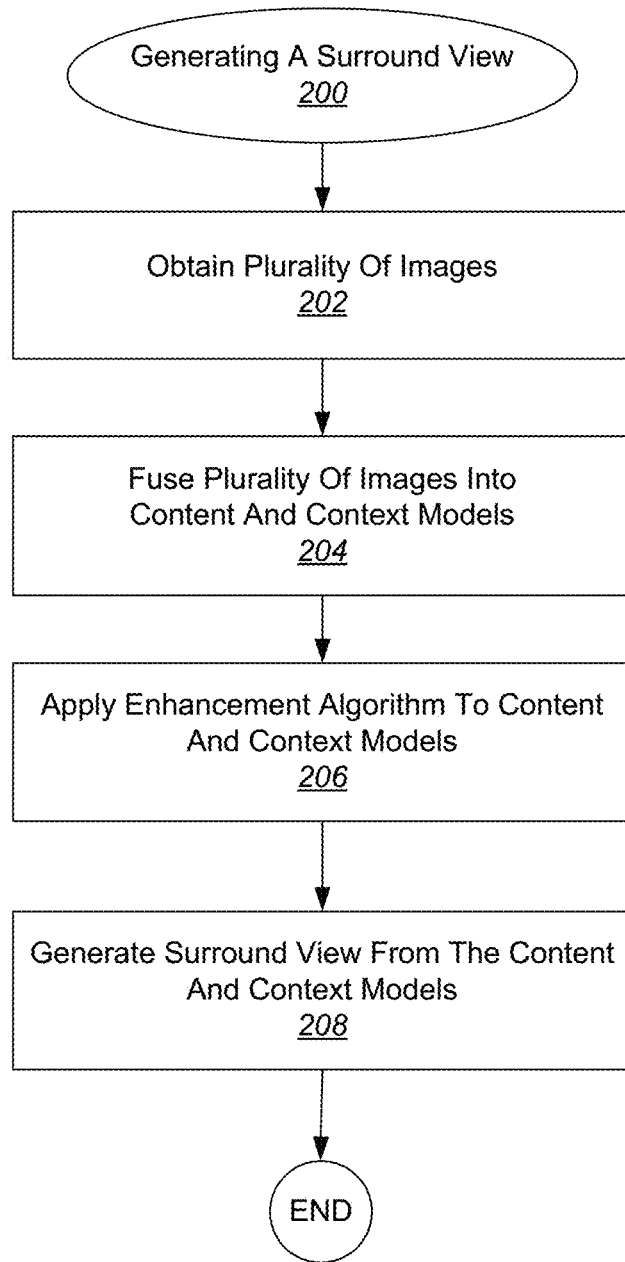 Generating A Surround View
200
Obtain Plurality Of Images
202
Fuse Plurality Of Images Into
Content And Context Models
204
Apply Enhancement Algorithm To Content
And Context Models
206
Generate Surround View From The Content
And Context Models
208
END